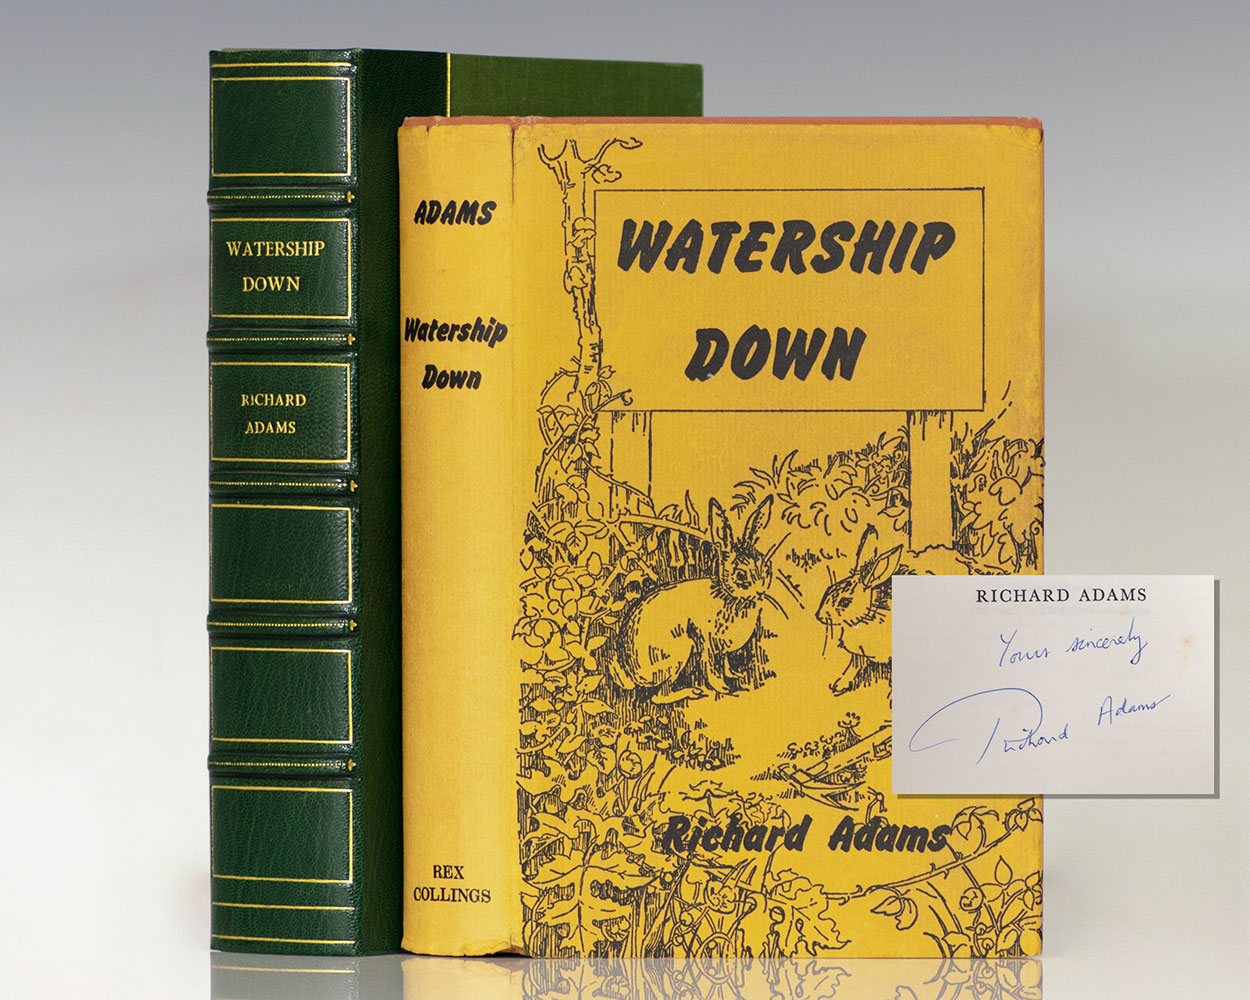 WATERSHIP
DOWN
RICHARD
ADAMS
ADAMS
Watership
Down
REX
COLLINGS
WATERSHIP
DOWN
Richard Adams
RICHARD ADAMS
Yours sincerely
Richard Adams